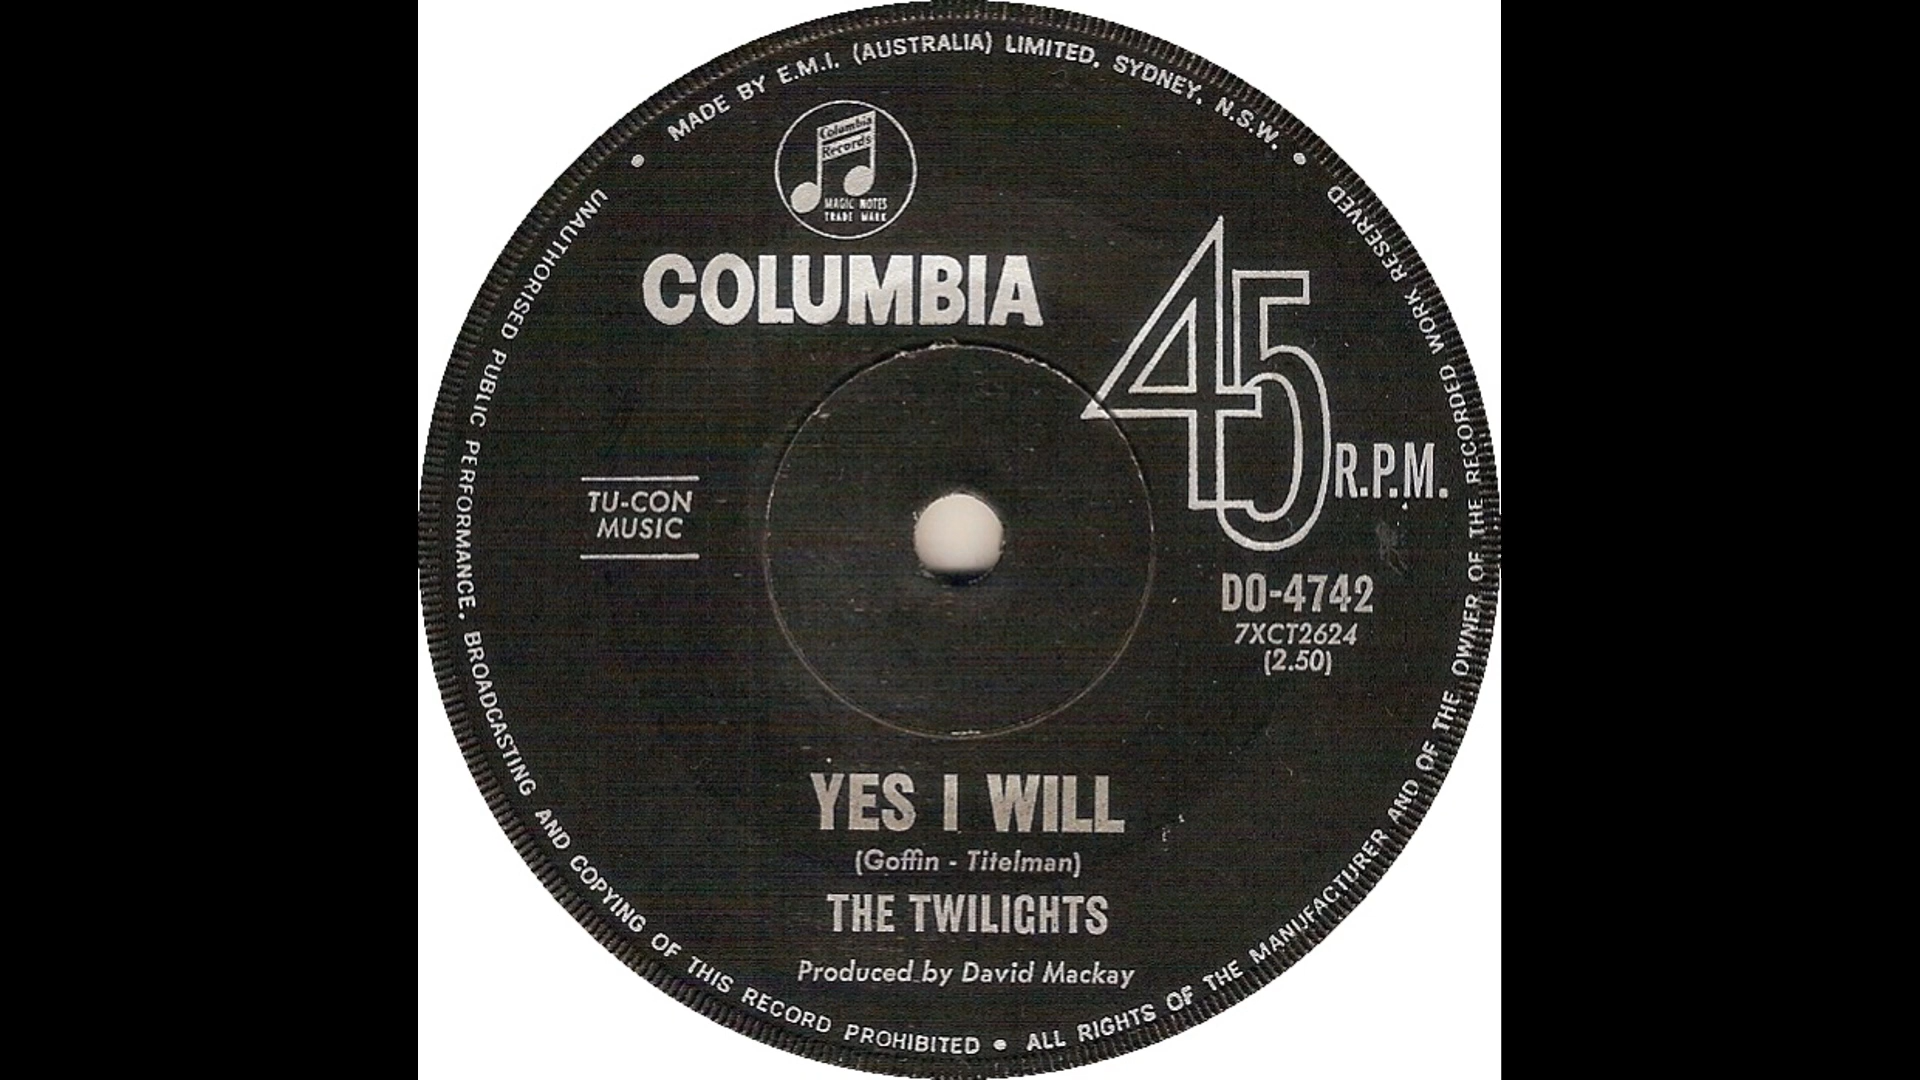 MADE BY E.M.I. (AUSTRALIA) LIMITED, SYDNEY, N.S.W. •
UNAUTHORISED PUBLIC PERFORMANCE, BROADCASTING AND COPYING OF THIS RECORD PROHIBITED • ALL RIGHTS OF THE MANUFACTURER AND OF THE OWNER OF THE RECORDED WORK RESERVED •
Columbia
Records
MAGIC NOTES
TRADE MARK
COLUMBIA
45 R.P.M.
TU-CON
MUSIC
DO-4742
7XCT2624
(2.50)
YES I WILL
(Goffin - Titelman)
THE TWILIGHTS
Produced by David Mackay